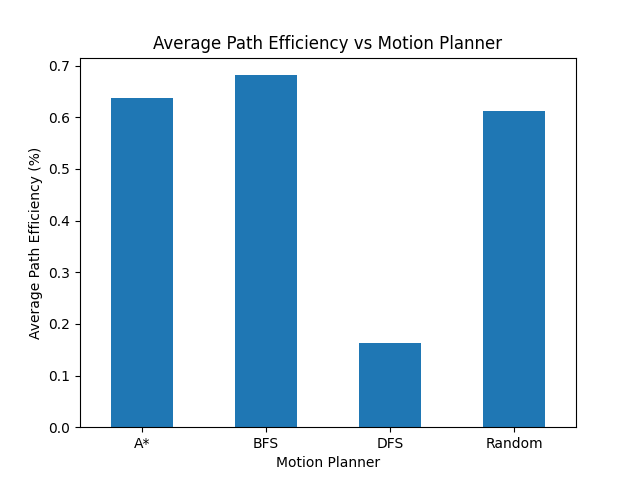 Average Path Efficiency vs Motion Planner
Average Path Efficiency (%)
0.7
0.6
0.5
0.4
0.3
0.2
0.1
0.0
A* BFS DFS Random
Motion Planner